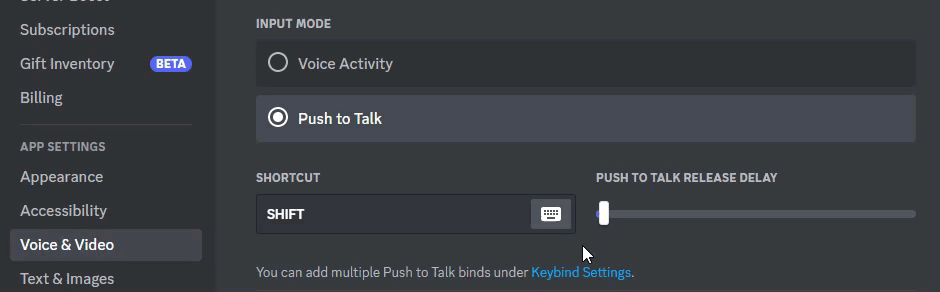 Subscriptions
Gift Inventory BETA
Billing
APP SETTINGS
Appearance
Accessibility
Voice & Video
Text & Images
INPUT MODE
Voice Activity
Push to Talk
SHORTCUT
SHIFT
PUSH TO TALK RELEASE DELAY
You can add multiple Push to Talk binds under Keybind Settings.